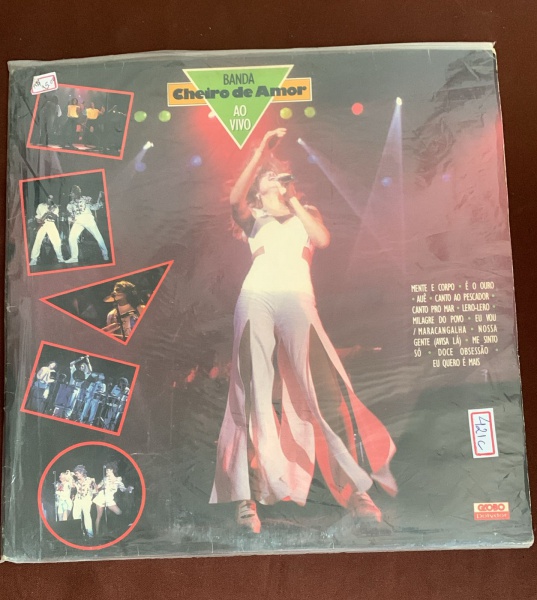 BANDA
Cheiro de Amor
AO
VIVO
MENTE E CORPO • É O OURO
• AUÊ • CANTO AO PESCADOR •
CANTO PRO MAR • LERO-LERO •
MILAGRE DO POVO • EU VOU
/ MARACANGALHA • NOSSA
GENTE (AVISA LÁ) • ME SINTO
SÓ • DOCE OBSESSÃO •
EU QUERO É MAIS
421C
GLOBO